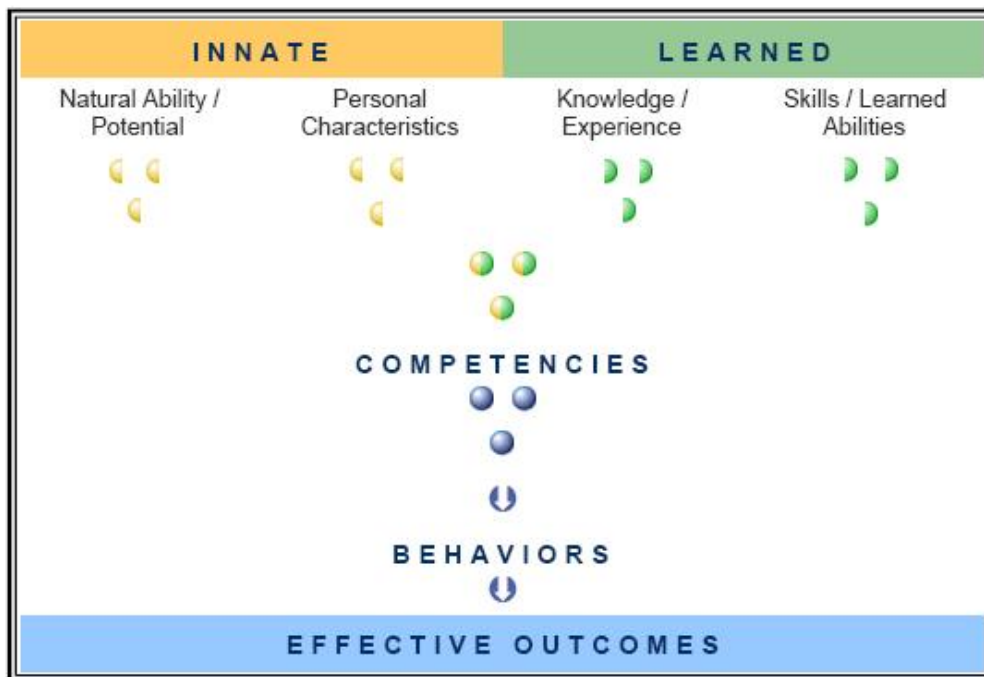 INNATE LEARNED
Natural Ability / Potential
Personal Characteristics
Knowledge / Experience
Skills / Learned Abilities
COMPETENCIES
BEHAVIORS
EFFECTIVE OUTCOMES